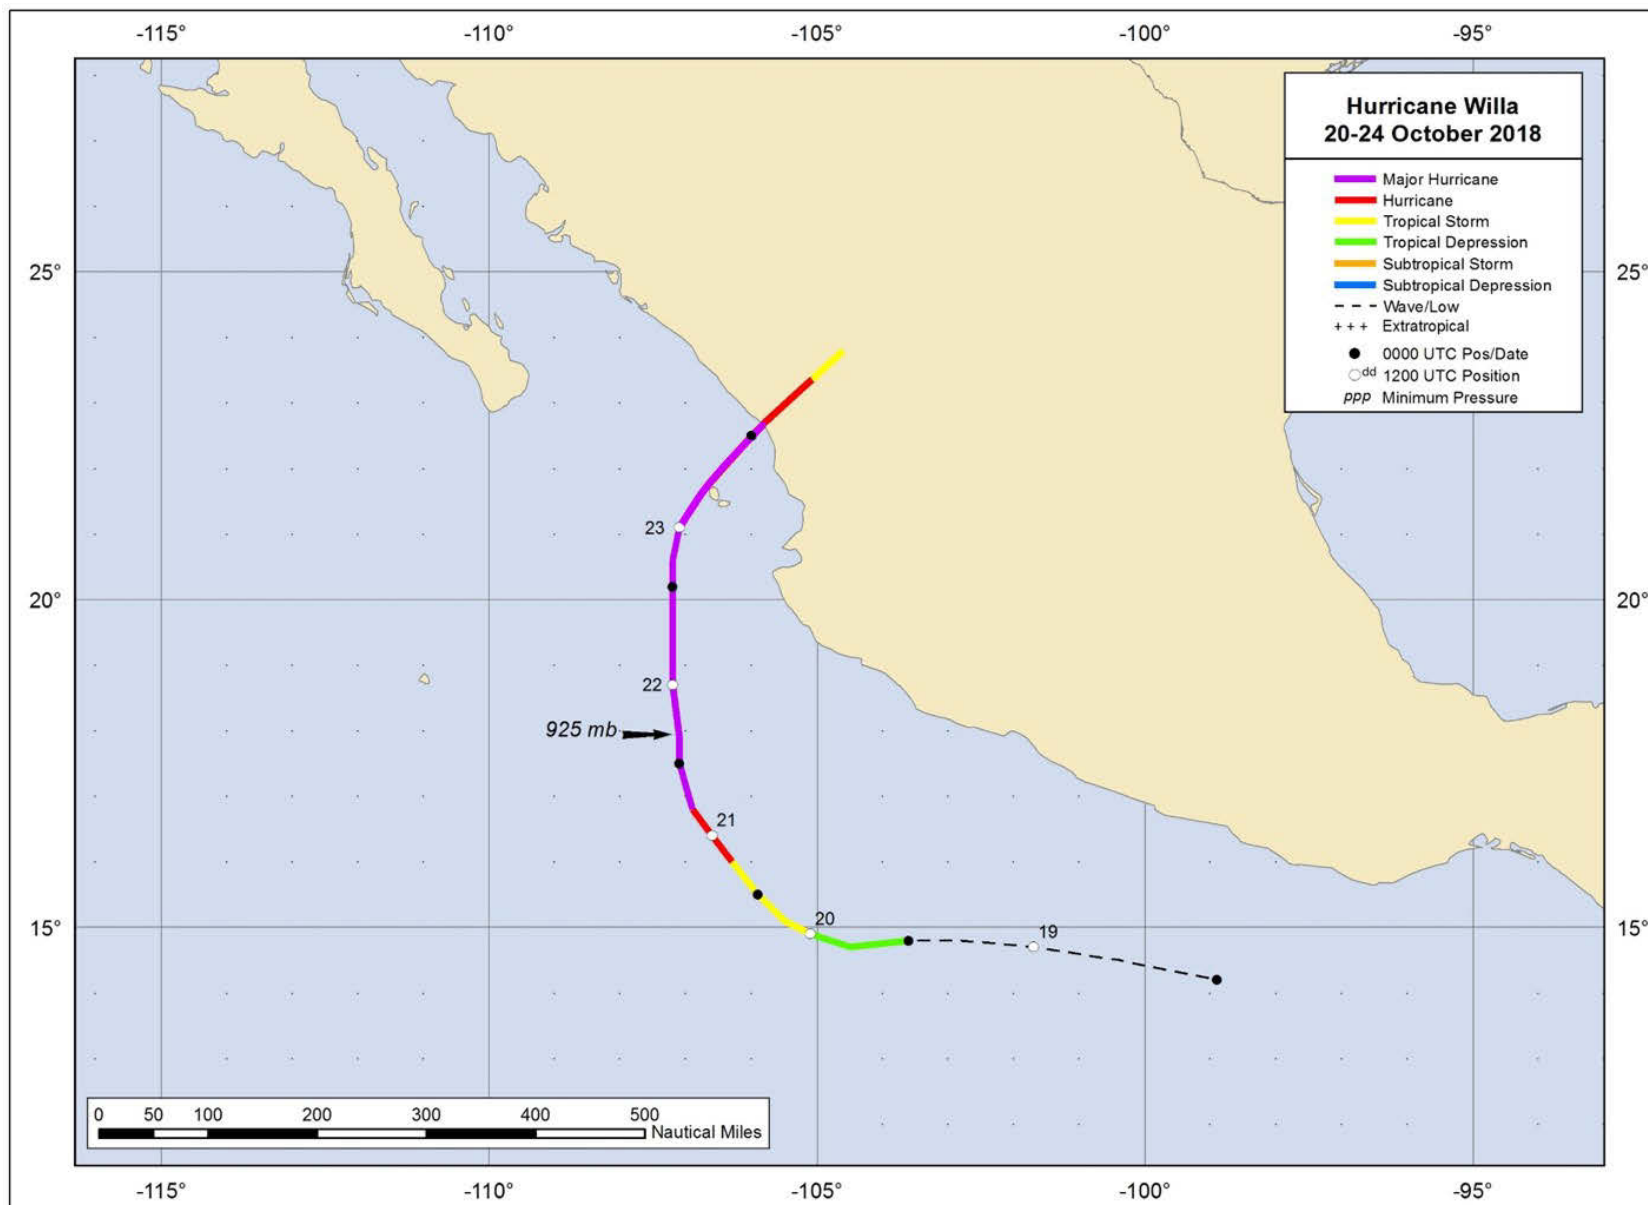 -115° -110° -105° -100° -95°
Hurricane Willa
20-24 October 2018
Major Hurricane
Hurricane
Tropical Storm
Tropical Depression
Subtropical Storm
Subtropical Depression
Wave/Low
+ + + Extratropical
0000 UTC Pos/Date
dd 1200 UTC Position
ppp Minimum Pressure
25° 25°
23
20° 20°
22
925 mb
21
20
19
15° 15°
0 50 100 200 300 400 500
Nautical Miles
-115° -110° -105° -100° -95°